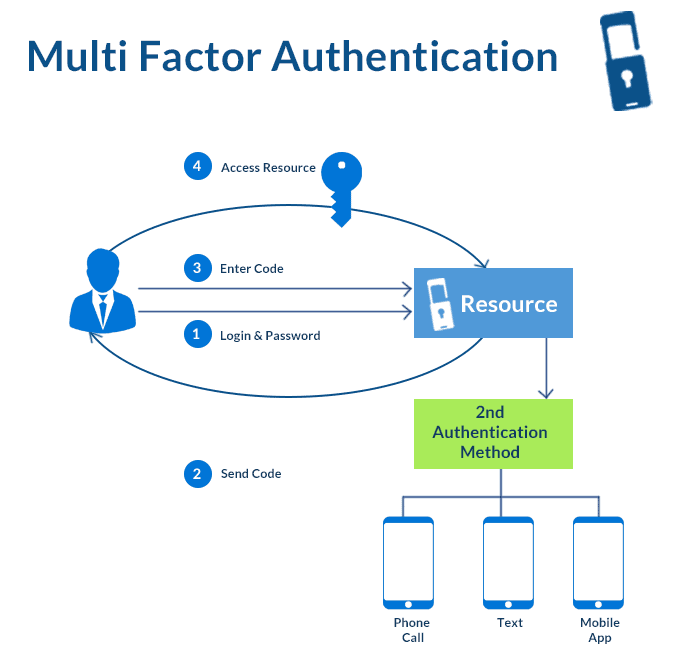 Multi Factor Authentication
4 Access Resource
3 Enter Code
Resource
1 Login & Password
2nd
Authentication
Method
2 Send Code
Phone
Call
Text
Mobile
App